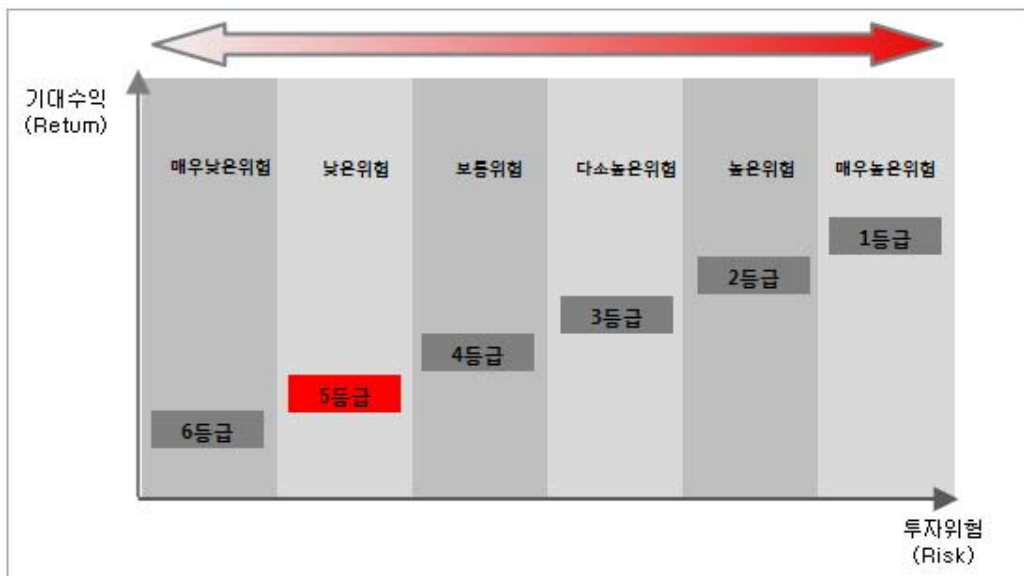 기대수익
(Return)
매우낮은위험
낮은위험
보통위험
다소높은위험
높은위험
매우높은위험
1등급
2등급
3등급
4등급
5등급
6등급
투자위험
(Risk)